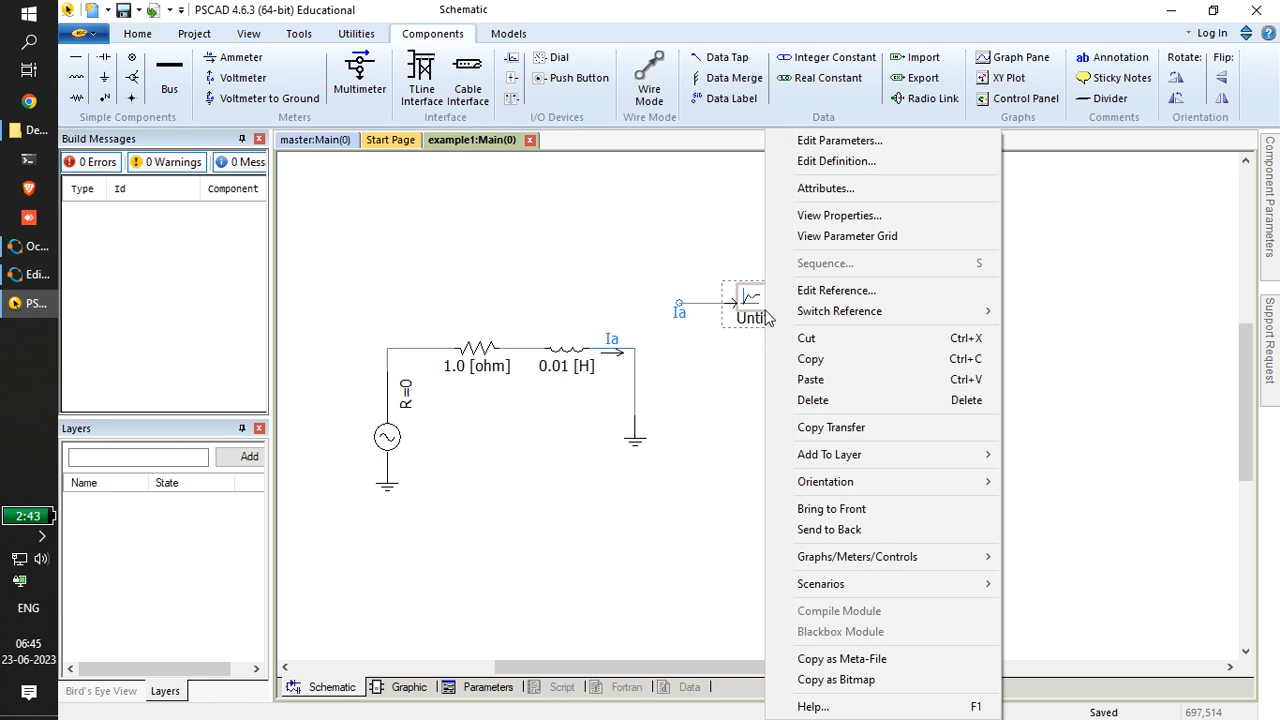 PSCAD 4.6.3 (64-bit) Educational
Schematic
Home
Project
View
Tools
Utilities
Components
Models
Log In
Ammeter
Voltmeter
Voltmeter to Ground
Bus
Simple Components
Multimeter
Meters
TLine Interface
Cable Interface
Interface
Dial
Push Button
I/O Devices
Wire Mode
Wire Mode
Data Tap
Data Merge
Data Label
Integer Constant
Real Constant
Import
Export
Radio Link
Data
Graph Pane
XY Plot
Control Panel
Graphs
Annotation
Sticky Notes
Divider
Comments
Rotate:
Flip:
Orientation
Build Messages
0 Errors
0 Warnings
0 Mess
Type
Id
Component
Layers
Add
Name
State
Bird's Eye View
Layers
master:Main(0)
Start Page
example1:Main(0)
Ia
Unti
Ia
1.0 [ohm]
0.01 [H]
R=0
Edit Parameters...
Edit Definition...
Attributes...
View Properties...
View Parameter Grid
Sequence... S
Edit Reference...
Switch Reference
Cut Ctrl+X
Copy Ctrl+C
Paste Ctrl+V
Delete Delete
Copy Transfer
Add To Layer
Orientation
Bring to Front
Send to Back
Graphs/Meters/Controls
Scenarios
Compile Module
Blackbox Module
Copy as Meta-File
Copy as Bitmap
Help... F1
Schematic
Graphic
Parameters
Script
Fortran
Data
Saved
697,514
Component Parameters
Support Request
De...
Oc...
Edi...
PS...
2:43
ENG
06:45
23-06-2023